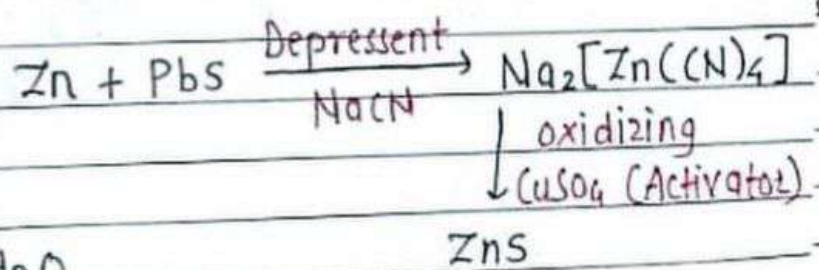 Depressent
Zn + PbS ⟶ Na₂[Zn(CN)₄]
NaCN
↓ oxidizing
CuSO₄ (Activator)
ZnS